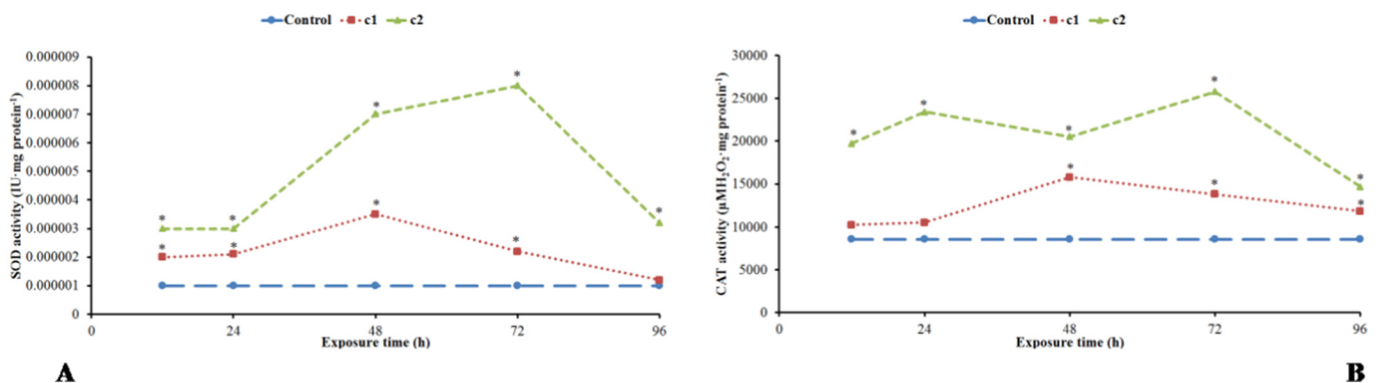 Control c1 c2
SOD activity (IU·mg protein⁻¹)
0.000009
0.000008
0.000007
0.000006
0.000005
0.000004
0.000003
0.000002
0.000001
0
* * * * *
* * * *
0 24 48 72 96
Exposure time (h)
A
Control c1 c2
CAT activity (µMH₂O₂·mg protein⁻¹)
30000
25000
20000
15000
10000
5000
0
* * * * *
* * *
0 24 48 72 96
Exposure time (h)
B